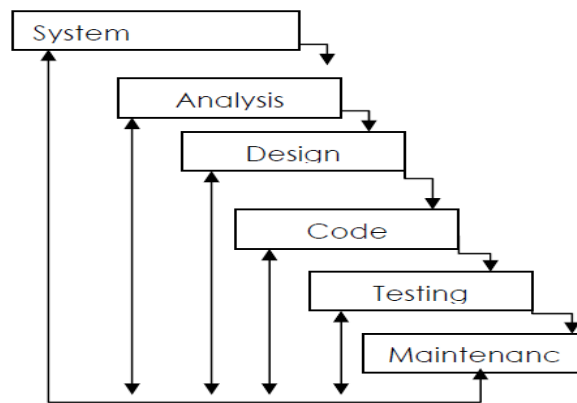 System
Analysis
Design
Code
Testing
Maintenanc